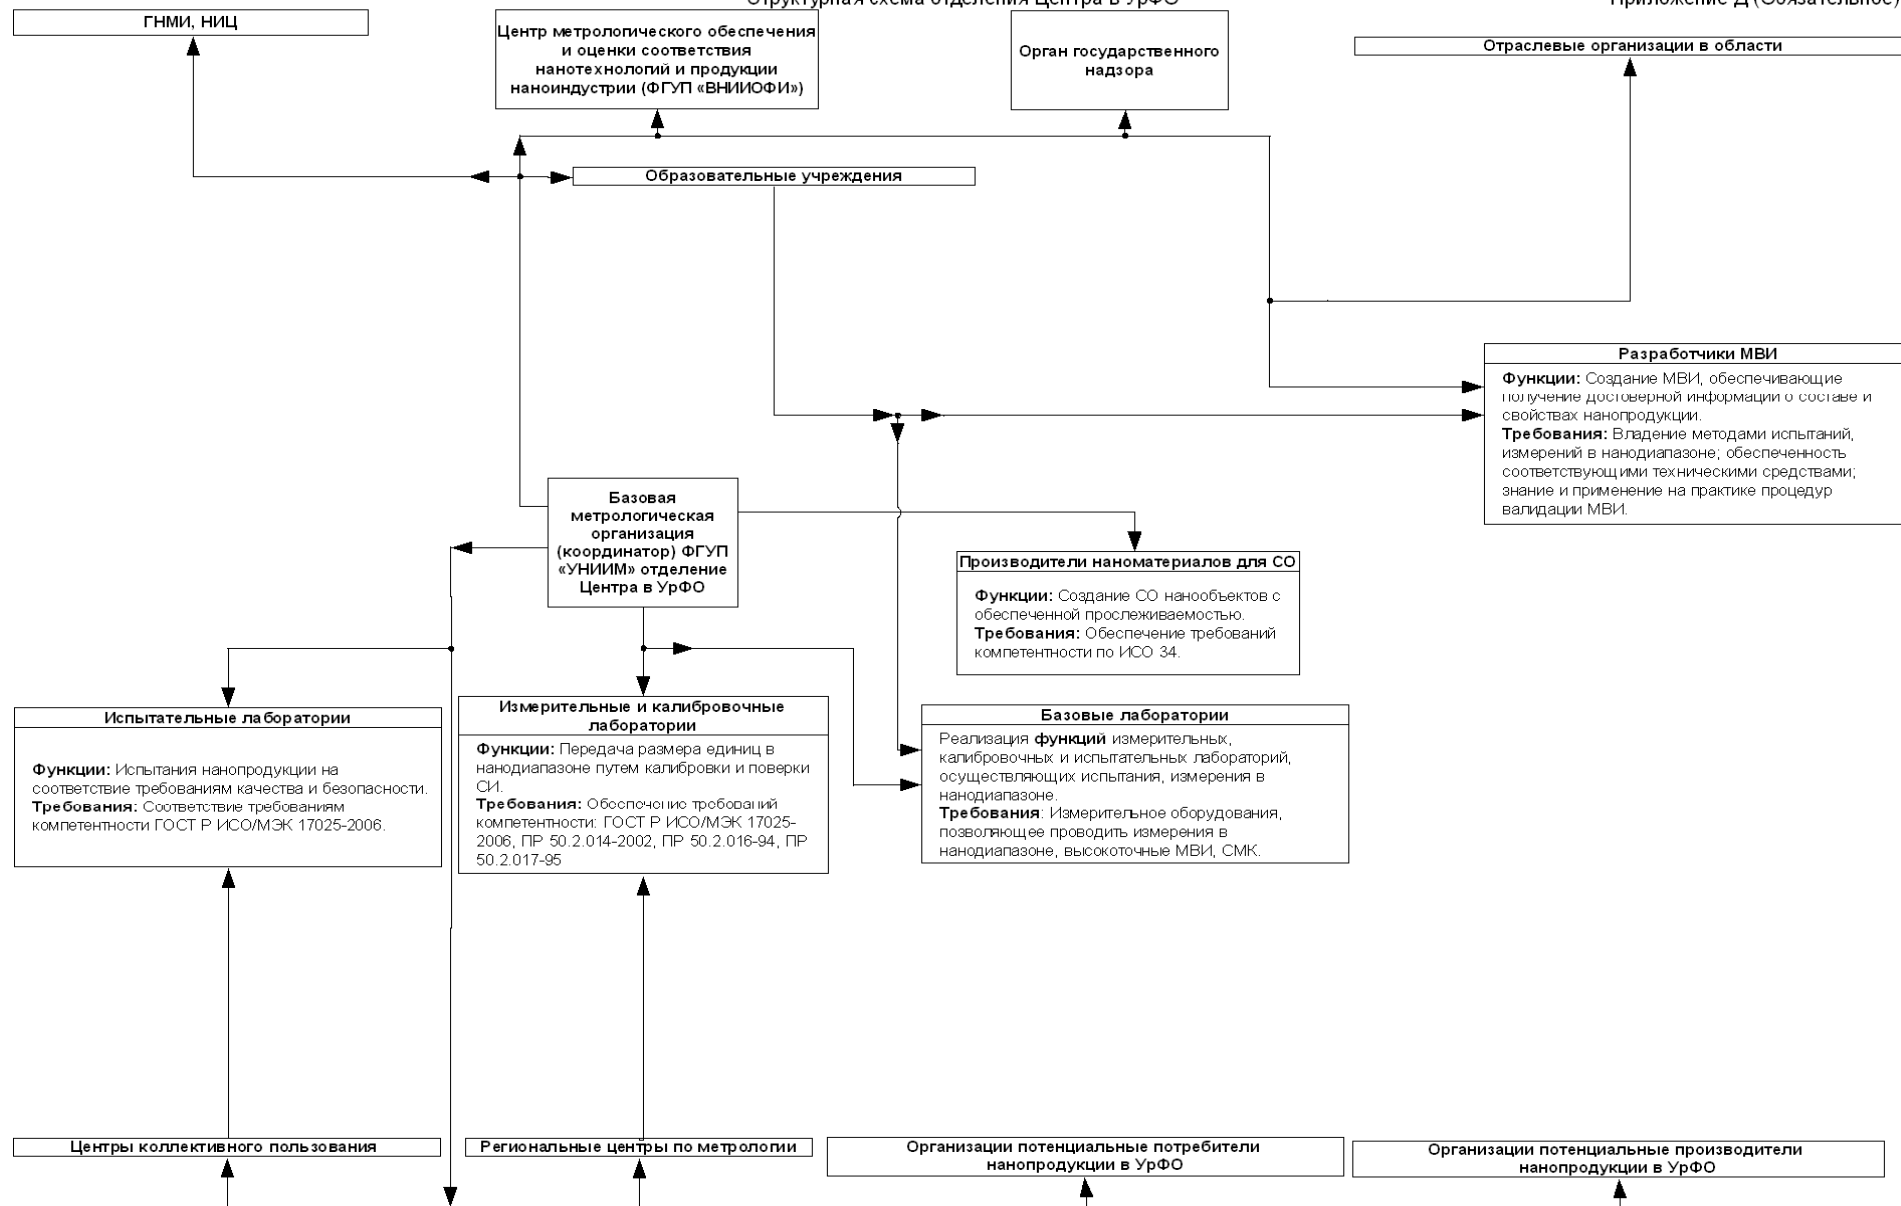 Структурная схема отделения Центра в УрФО
Приложение Д (Обязательное)
ГНМИ, НИЦ
Центр метрологического обеспечения
и оценки соответствия
нанотехнологий и продукции
наноиндустрии (ФГУП «ВНИИОФИ»)
Орган государственного
надзора
Отраслевые организации в области
Образовательные учреждения
Разработчики МВИ
Функции: Создание МВИ, обеспечивающие
получение достоверной информации о составе и
свойствах нанопродукции.
Требования: Владение методами испытаний,
измерений в нанодиапазоне; обеспеченность
соответствующими техническими средствами;
знание и применение на практике процедур
валидации МВИ.
Базовая
метрологическая
организация
(координатор) ФГУП
«УНИИМ» отделение
Центра в УрФО
Производители наноматериалов для СО
Функции: Создание СО нанообъектов с
обеспеченной прослеживаемостью.
Требования: Обеспечение требований
компетентности по ИСО 34.
Испытательные лаборатории
Функции: Испытания нанопродукции на
соответствие требованиям качества и безопасности.
Требования: Соответствие требованиям
компетентности ГОСТ Р ИСО/МЭК 17025-2006.
Измерительные и калибровочные
лаборатории
Функции: Передача размера единиц в
нанодиапазоне путем калибровки и поверки
СИ.
Требования: Обеспечение требований
компетентности: ГОСТ Р ИСО/МЭК 17025-
2006, ПР 50.2.014-2002, ПР 50.2.016-94, ПР
50.2.017-95
Базовые лаборатории
Реализация функций измерительных,
калибровочных и испытательных лабораторий,
осуществляющих испытания, измерения в
нанодиапазоне.
Требования: Измерительное оборудования,
позволяющее проводить измерения в
нанодиапазоне, высокоточные МВИ, СМК.
Центры коллективного пользования
Региональные центры по метрологии
Организации потенциальные потребители
нанопродукции в УрФО
Организации потенциальные производители
нанопродукции в УрФО